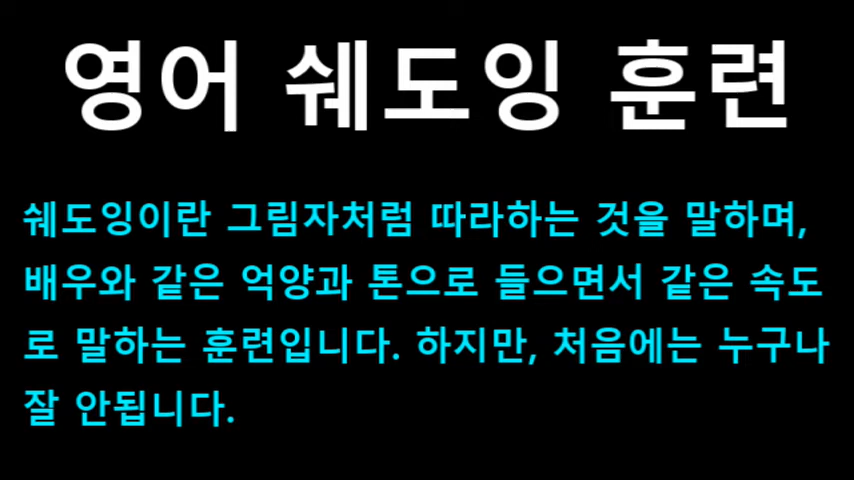 영어 쉐도잉 훈련
쉐도잉이란 그림자처럼 따라하는 것을 말하며,
배우와 같은 억양과 톤으로 들으면서 같은 속도
로 말하는 훈련입니다. 하지만, 처음에는 누구나
잘 안됩니다.